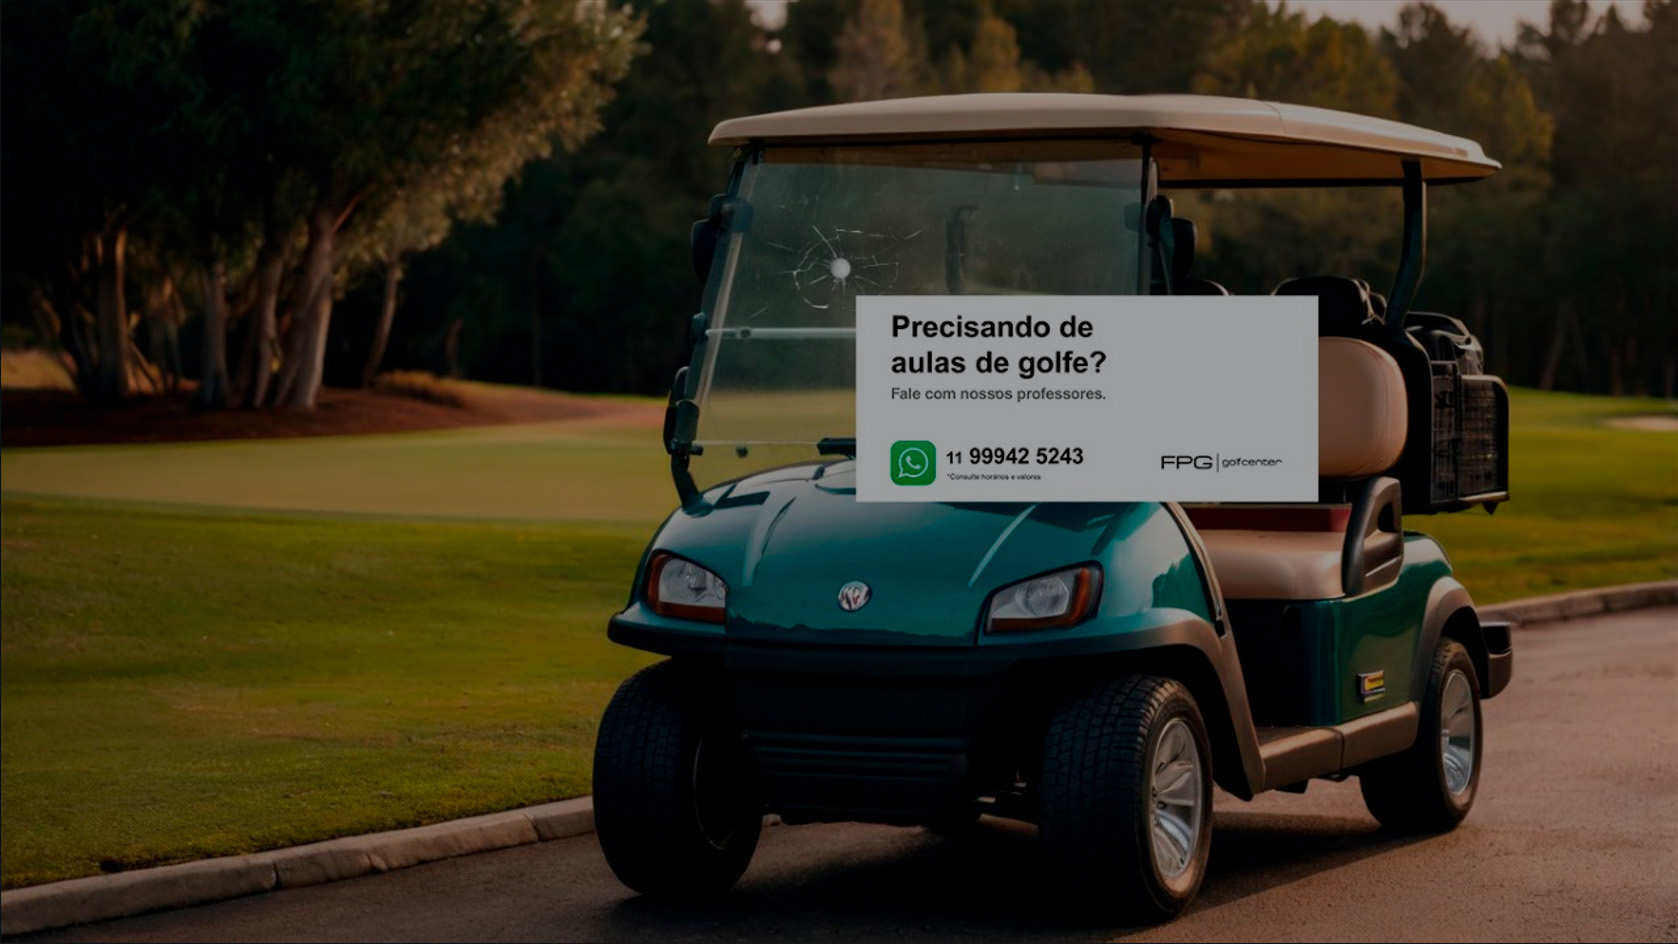 Precisando de
aulas de golfe?
Fale com nossos professores.
11 99942 5243
*Consulte horários e valores
FPG | golfcenter